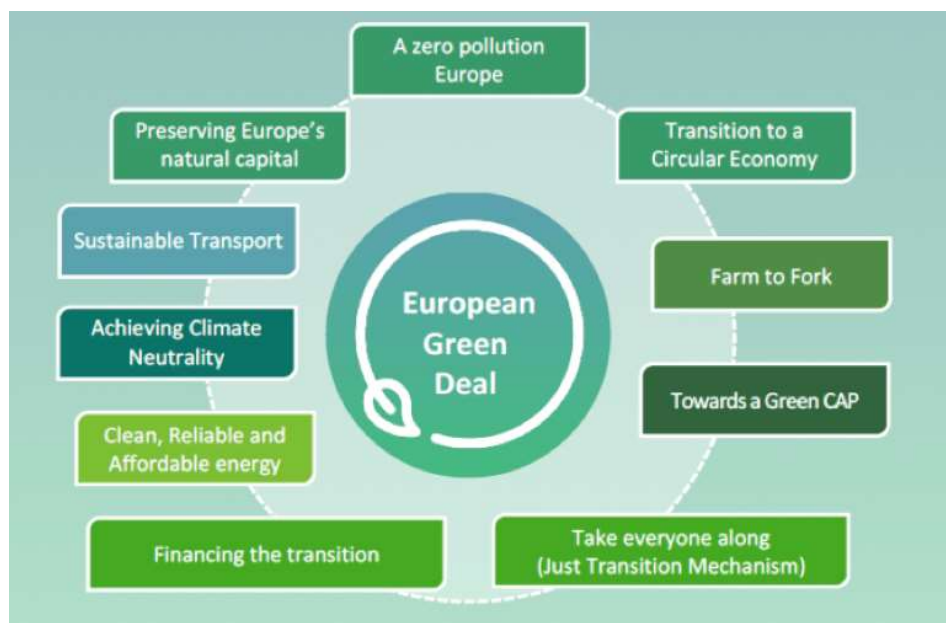 A zero pollution
Europe
Preserving Europe's
natural capital
Transition to a
Circular Economy
Sustainable Transport
Farm to Fork
European
Green
Deal
Achieving Climate
Neutrality
Towards a Green CAP
Clean, Reliable and
Affordable energy
Financing the transition
Take everyone along
(Just Transition Mechanism)